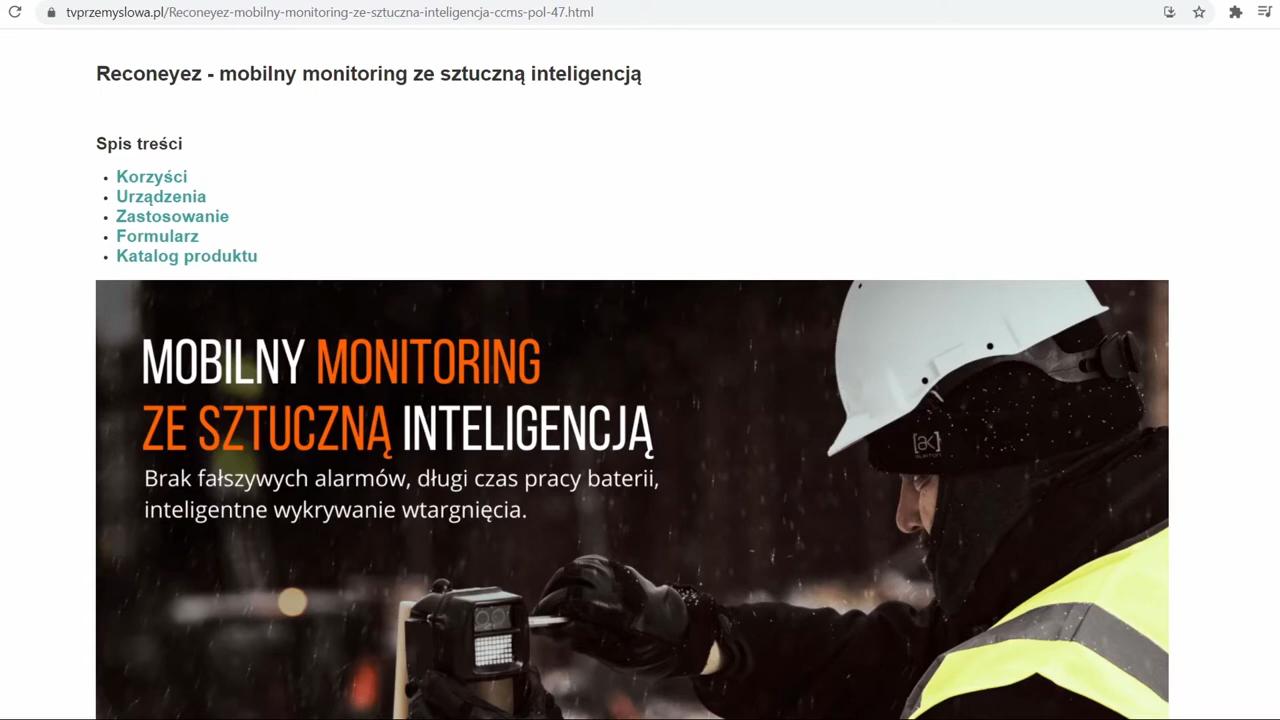 tvprzemyslowa.pl/Reconeyez-mobilny-monitoring-ze-sztuczna-inteligencja-ccms-pol-47.html
Reconeyez - mobilny monitoring ze sztuczną inteligencją
Spis treści
Korzyści
Urządzenia
Zastosowanie
Formularz
Katalog produktu
MOBILNY MONITORING
ZE SZTUCZNĄ INTELIGENCJĄ
Brak fałszywych alarmów, długi czas pracy baterii,
inteligentne wykrywanie wtargnięcia.
[ak]